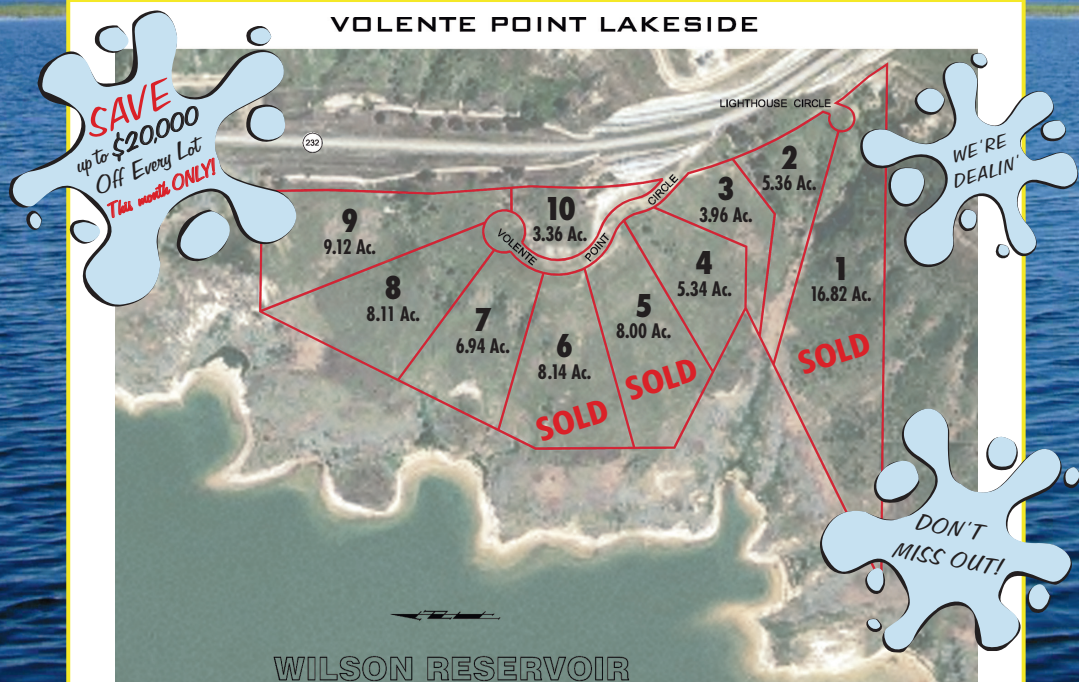 VOLENTE POINT LAKESIDE
SAVE
up to $20,000
Off Every Lot
This month ONLY!
232
LIGHTHOUSE CIRCLE
WE'RE
DEALIN'
2
5.36 Ac.
3
3.96 Ac.
CIRCLE
10
3.36 Ac.
9
9.12 Ac.
VOLENTE
POINT
4
5.34 Ac.
1
16.82 Ac.
8
8.11 Ac.
5
8.00 Ac.
7
6.94 Ac.
6
8.14 Ac.
SOLD
SOLD
SOLD
DON'T
MISS OUT!
WILSON RESERVOIR